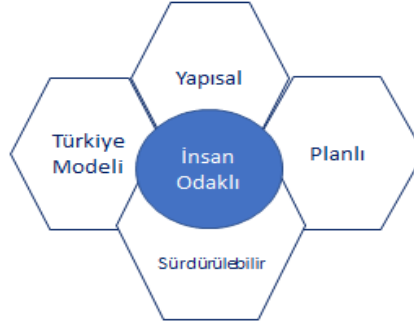 Yapısal
Türkiye
Modeli
İnsan
Odaklı
Planlı
Sürdürülebilir